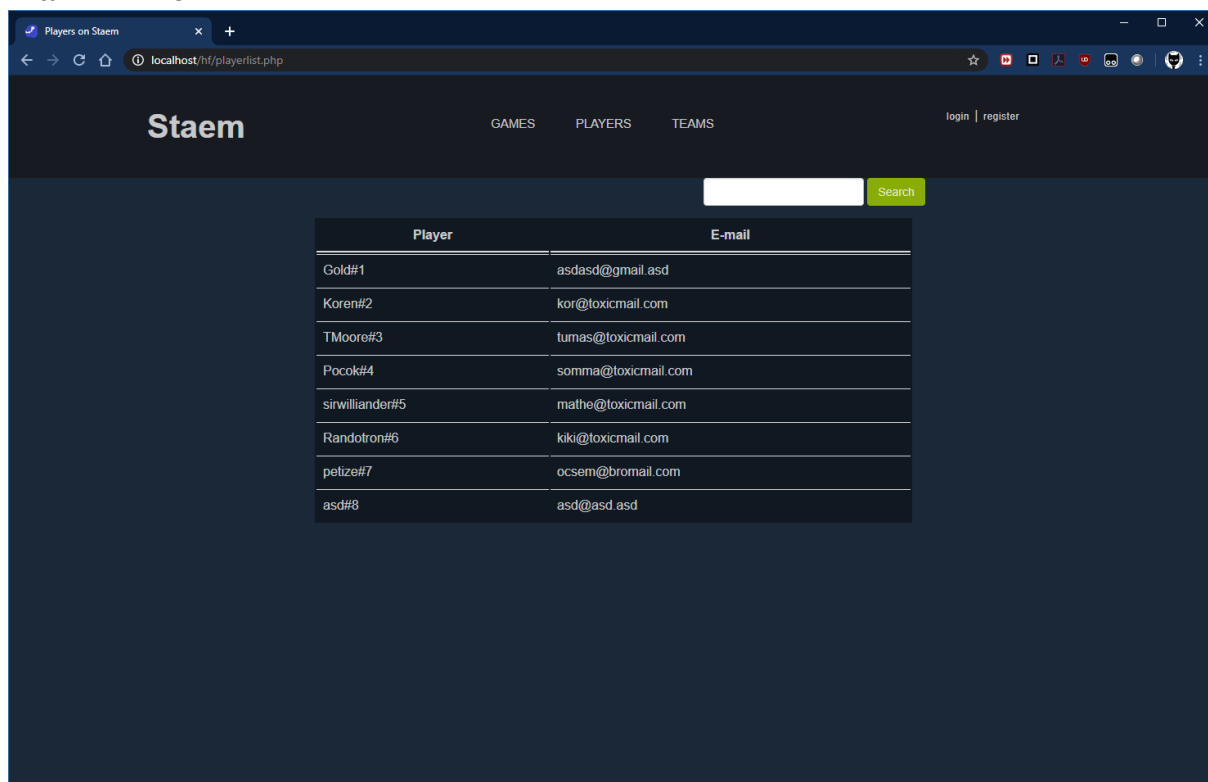 Players on Staem
localhost/hf/playerlist.php
Staem
GAMES PLAYERS TEAMS
login | register
Search
Player E-mail
Gold#1 asdasd@gmail.asd
Koren#2 kor@toxicmail.com
TMoore#3 tumas@toxicmail.com
Pocok#4 somma@toxicmail.com
sirwilliander#5 mathe@toxicmail.com
Randotron#6 kiki@toxicmail.com
petize#7 ocsem@bromail.com
asd#8 asd@asd.asd